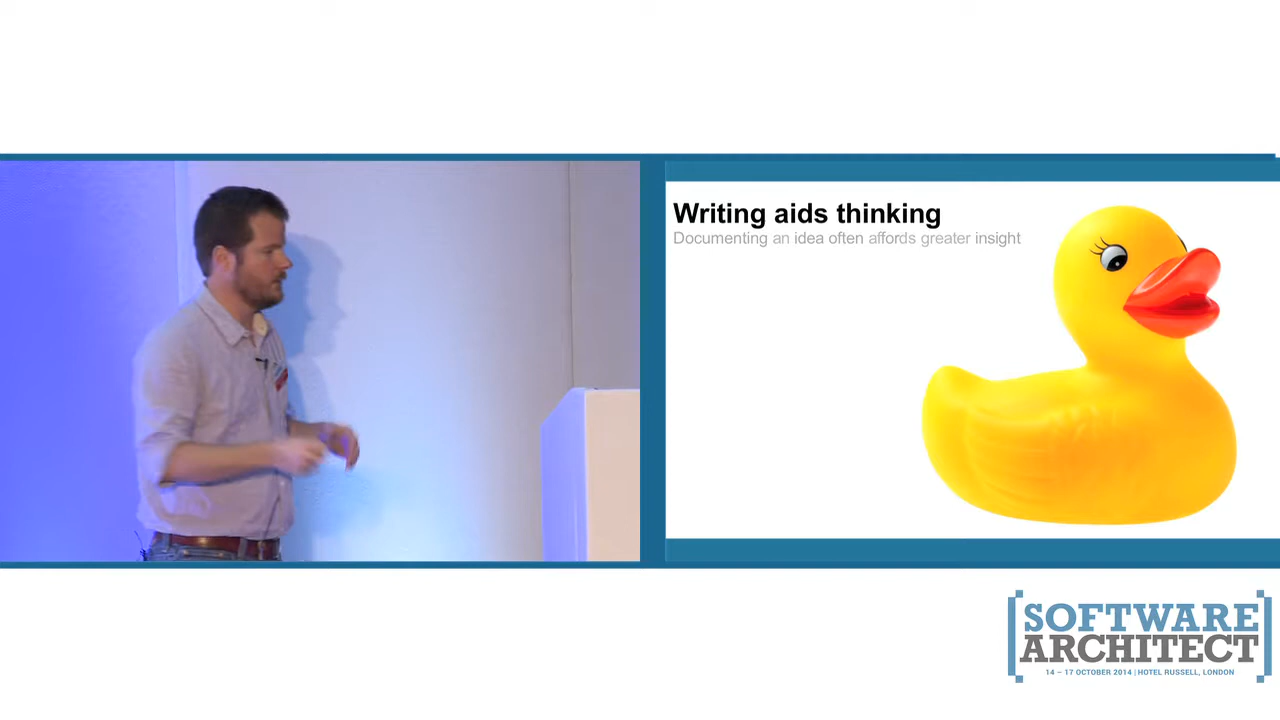 Writing aids thinking
Documenting an idea often affords greater insight
SOFTWARE
ARCHITECT
14 – 17 OCTOBER 2014 | HOTEL RUSSELL, LONDON